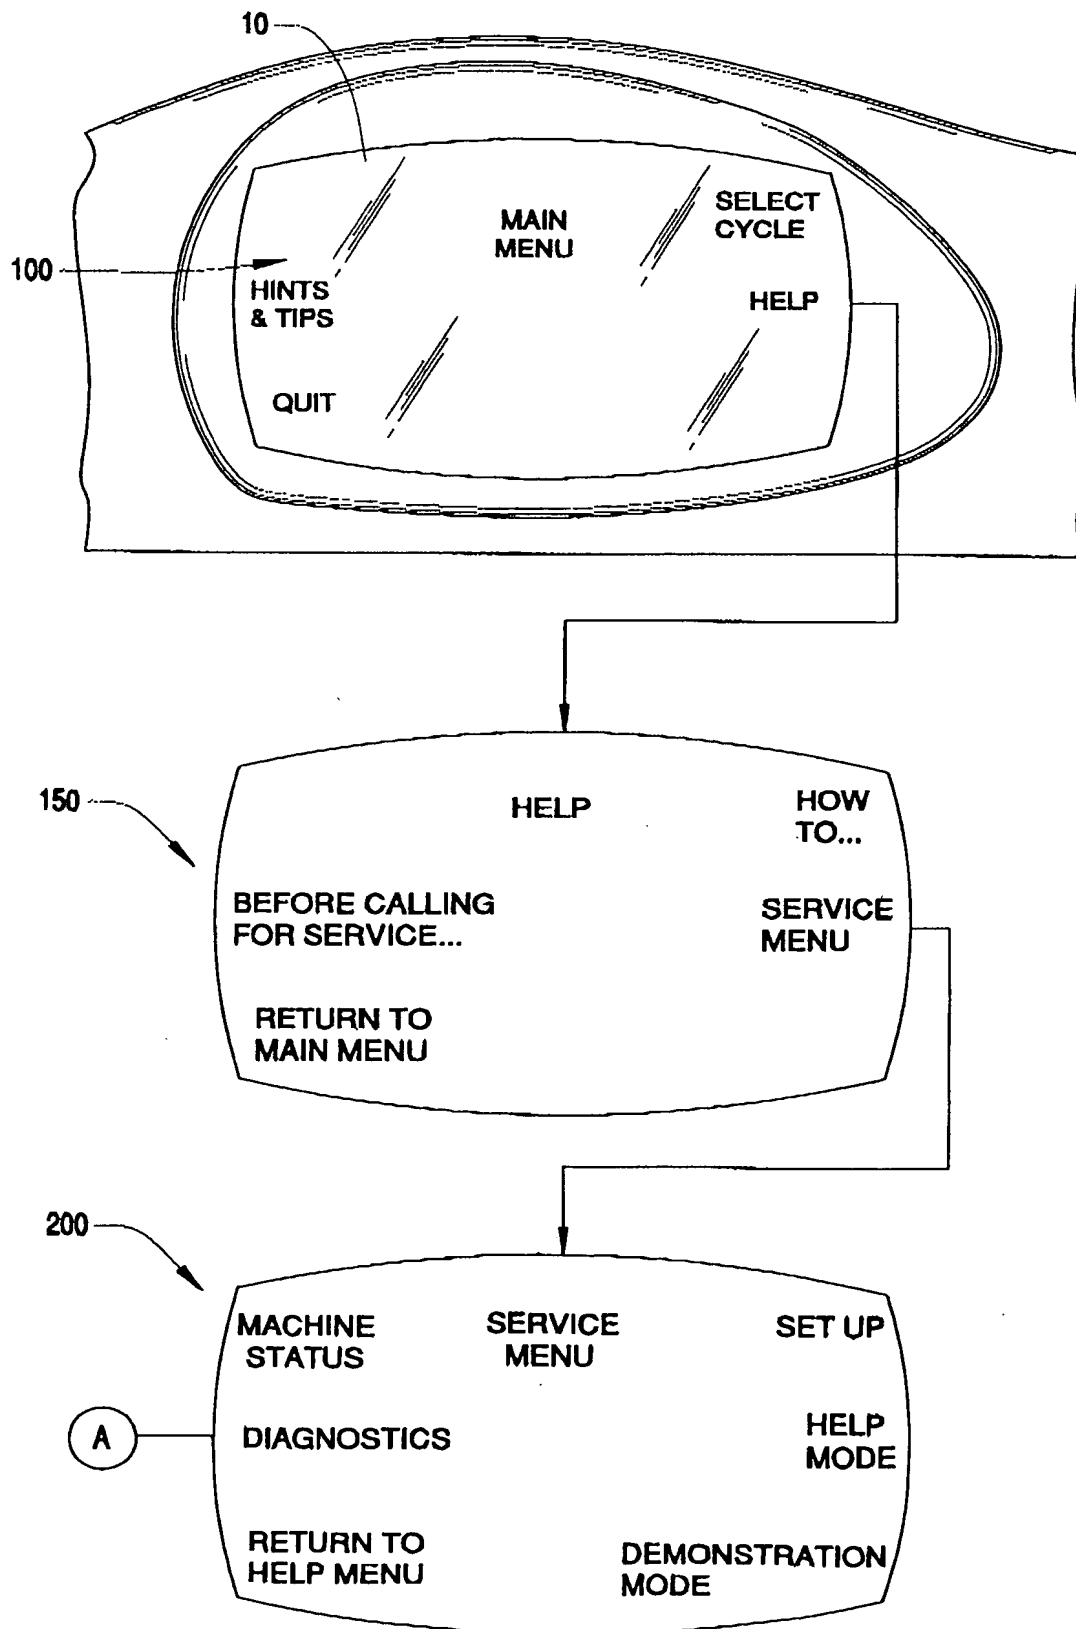 10
SELECT
CYCLE
MAIN
MENU
100
HINTS
& TIPS
HELP
QUIT
150
HELP
HOW
TO...
BEFORE CALLING
FOR SERVICE...
SERVICE
MENU
RETURN TO
MAIN MENU
200
MACHINE
STATUS
SERVICE
MENU
SET UP
A
DIAGNOSTICS
HELP
MODE
RETURN TO
HELP MENU
DEMONSTRATION
MODE